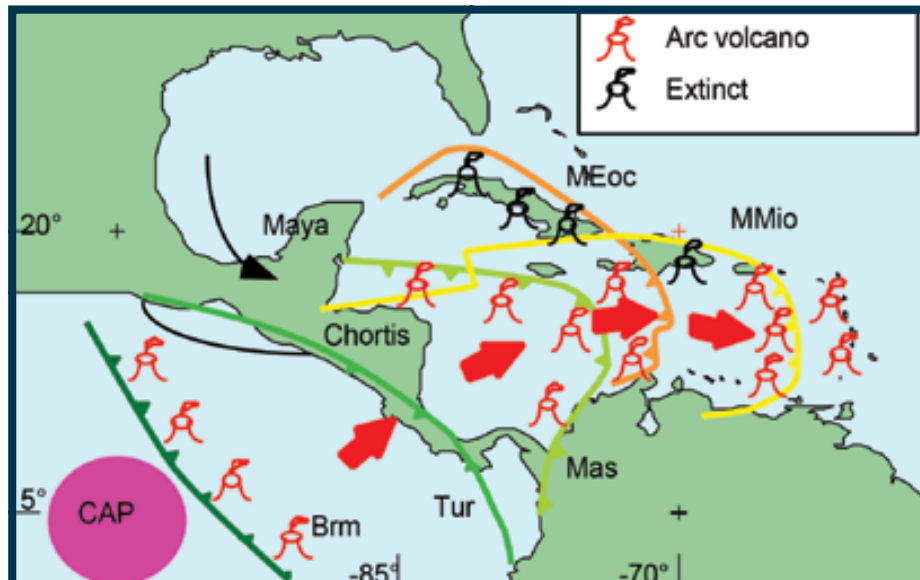 Arc volcano
Extinct
MEoc
20°
Maya
MMio
Chortis
Mas
5°
CAP
Tur
Brm
-85°
-70°